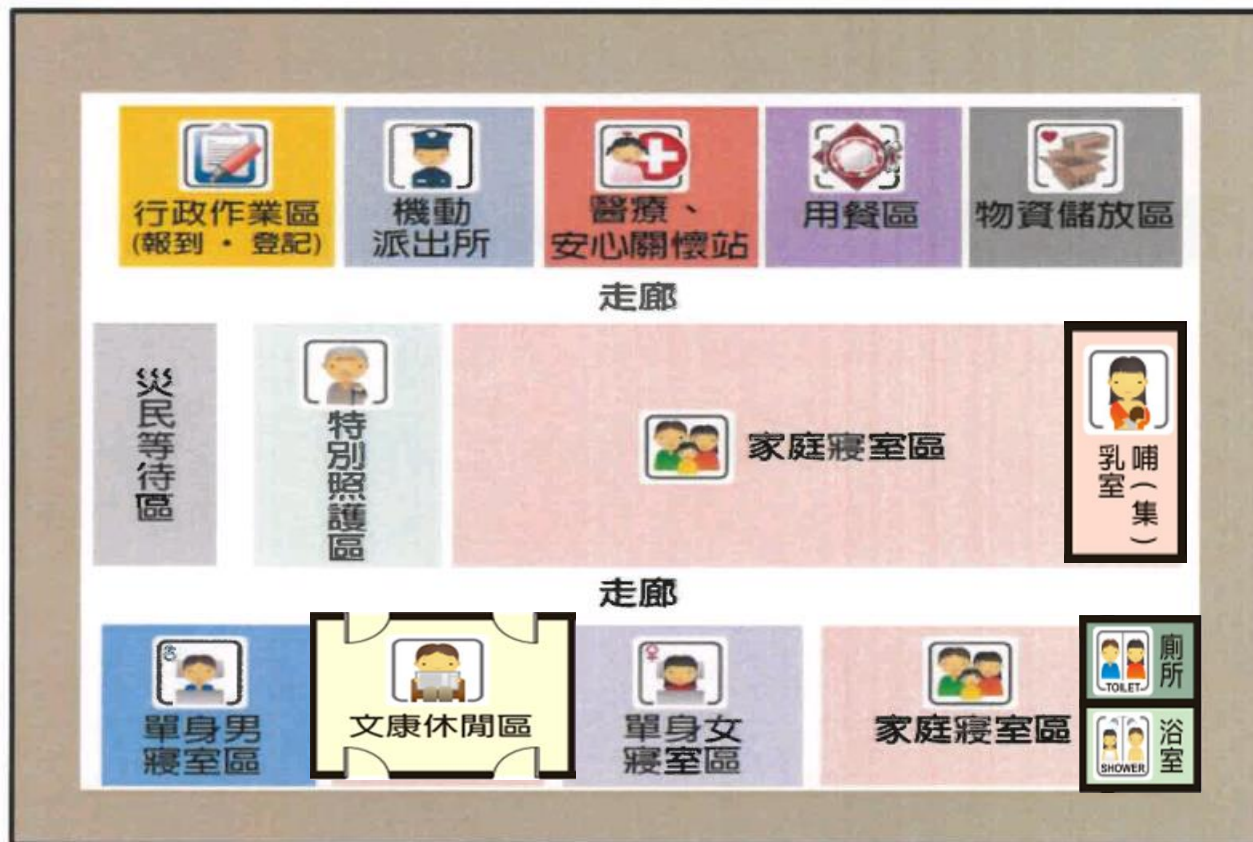 行政作業區
(報到 · 登記)
機動
派出所
醫療、
安心關懷站
用餐區
物資儲放區
走廊
災民等待區
特別照護區
家庭寢室區
哺(集)
乳室
走廊
單身男
寢室區
文康休閒區
單身女
寢室區
家庭寢室區
TOILET
廁所
SHOWER
浴室